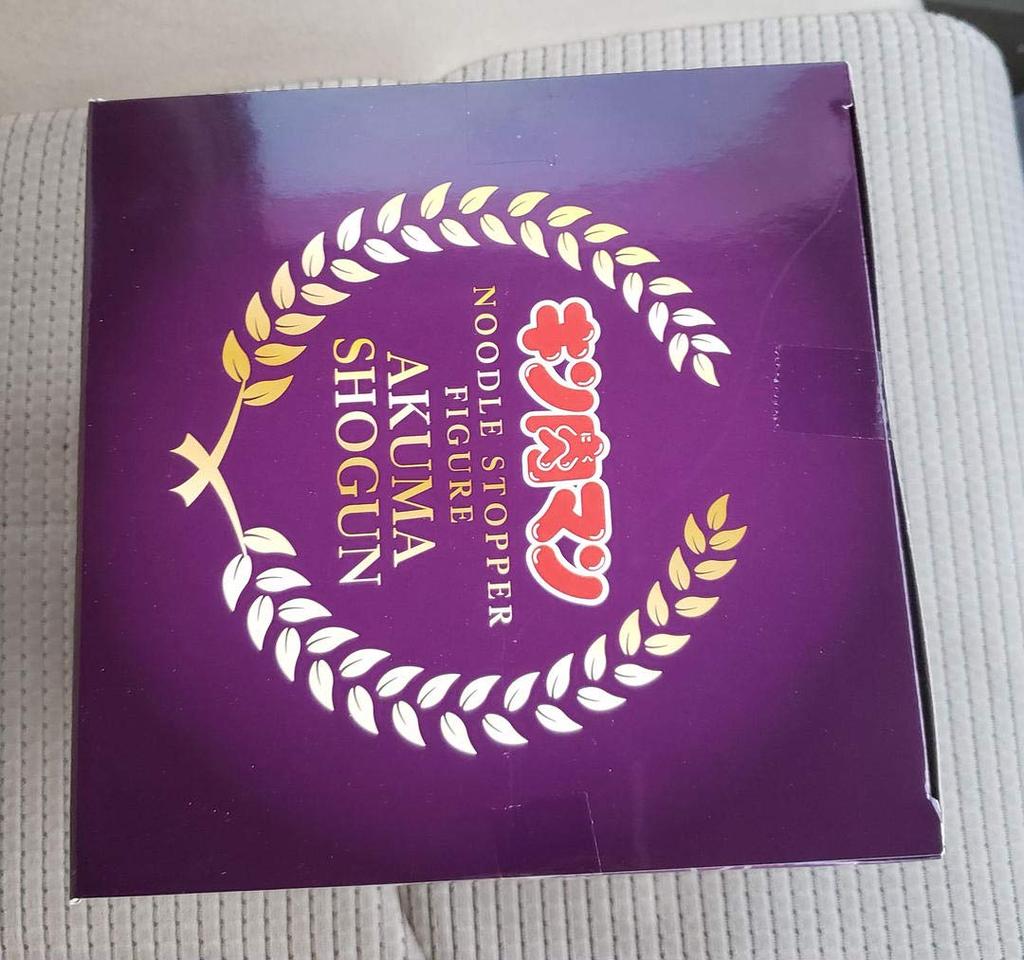 キン肉マン
NOODLE STOPPER
FIGURE
AKUMA
SHOGUN